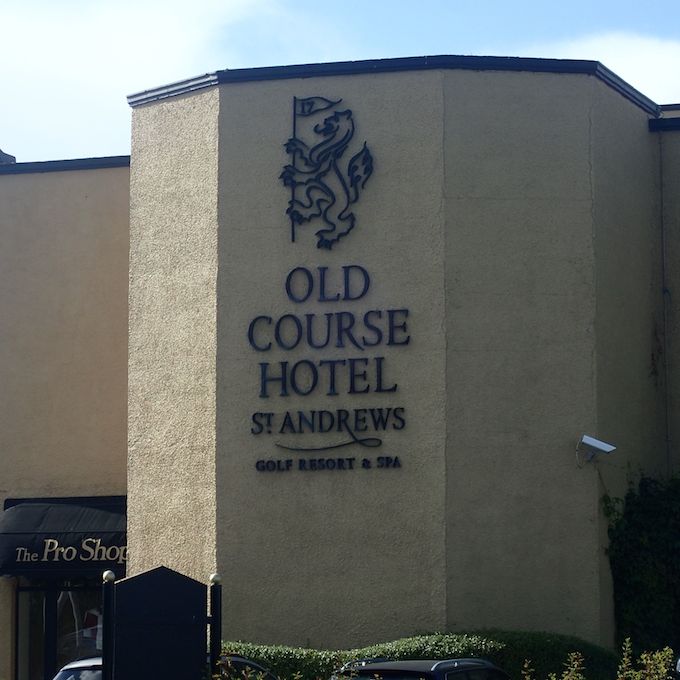 17
OLD
COURSE
HOTEL
ST. ANDREWS
GOLF RESORT & SPA
The Pro Shop